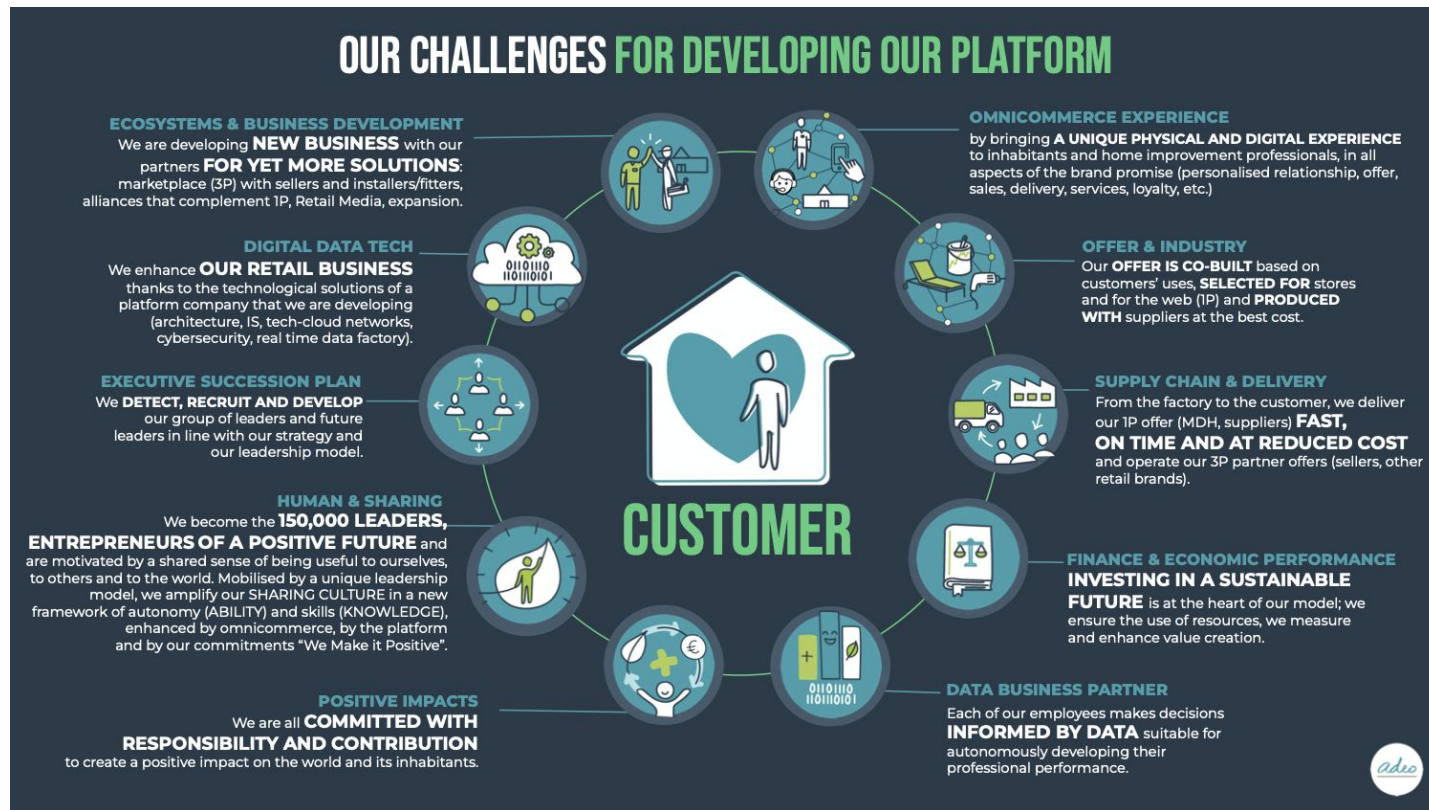 OUR CHALLENGES FOR DEVELOPING OUR PLATFORM
ECOSYSTEMS & BUSINESS DEVELOPMENT
We are developing NEW BUSINESS with our
partners FOR YET MORE SOLUTIONS:
marketplace (3P) with sellers and installers/fitters,
alliances that complement 1P, Retail Media, expansion.
DIGITAL DATA TECH
We enhance OUR RETAIL BUSINESS
thanks to the technological solutions of a
platform company that we are developing
(architecture, IS, tech-cloud networks,
cybersecurity, real time data factory).
EXECUTIVE SUCCESSION PLAN
We DETECT, RECRUIT AND DEVELOP
our group of leaders and future
leaders in line with our strategy and
our leadership model.
HUMAN & SHARING
We become the 150,000 LEADERS,
ENTREPRENEURS OF A POSITIVE FUTURE and
are motivated by a shared sense of being useful to ourselves,
to others and to the world. Mobilised by a unique leadership
model, we amplify our SHARING CULTURE in a new
framework of autonomy (ABILITY) and skills (KNOWLEDGE),
enhanced by omnicommerce, by the platform
and by our commitments “We Make it Positive”.
POSITIVE IMPACTS
We are all COMMITTED WITH
RESPONSIBILITY AND CONTRIBUTION
to create a positive impact on the world and its inhabitants.
OMNICOMMERCE EXPERIENCE
by bringing A UNIQUE PHYSICAL AND DIGITAL EXPERIENCE
to inhabitants and home improvement professionals, in all
aspects of the brand promise (personalised relationship, offer,
sales, delivery, services, loyalty, etc.)
OFFER & INDUSTRY
Our OFFER IS CO-BUILT based on
customers’ uses, SELECTED FOR stores
and for the web (1P) and PRODUCED
WITH suppliers at the best cost.
SUPPLY CHAIN & DELIVERY
From the factory to the customer, we deliver
our 1P offer (MDH, suppliers) FAST,
ON TIME AND AT REDUCED COST
and operate our 3P partner offers (sellers, other
retail brands).
FINANCE & ECONOMIC PERFORMANCE
INVESTING IN A SUSTAINABLE
FUTURE is at the heart of our model; we
ensure the use of resources, we measure
and enhance value creation.
DATA BUSINESS PARTNER
Each of our employees makes decisions
INFORMED BY DATA suitable for
autonomously developing their
professional performance.
CUSTOMER
0110110
110110101
€
+
0110110
110110101
adeo